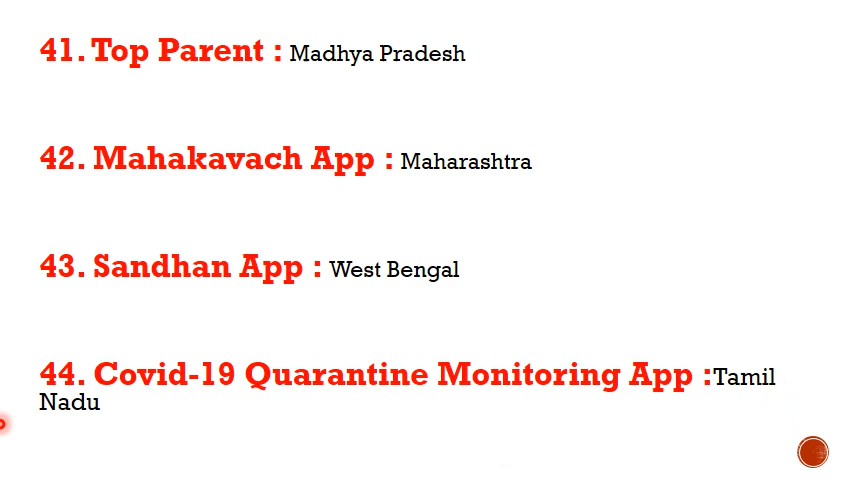 41. Top Parent : Madhya Pradesh
42. Mahakavach App : Maharashtra
43. Sandhan App : West Bengal
44. Covid-19 Quarantine Monitoring App :Tamil
Nadu